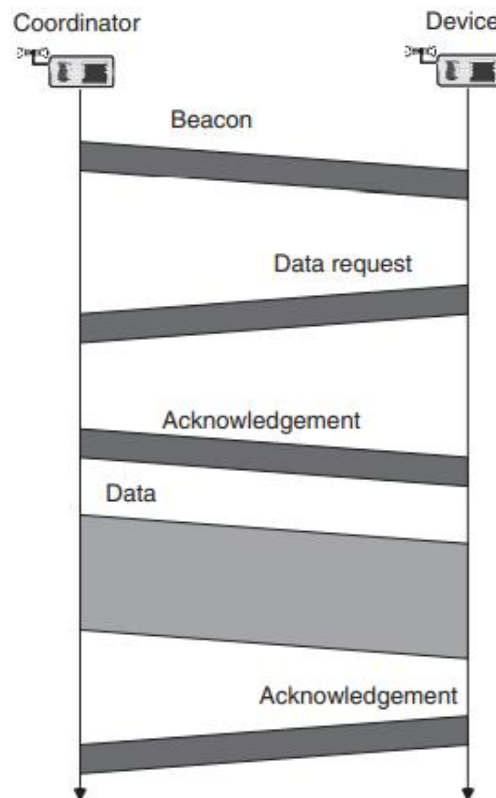 Coordinator
Device
Beacon
Data request
Acknowledgement
Data
Acknowledgement